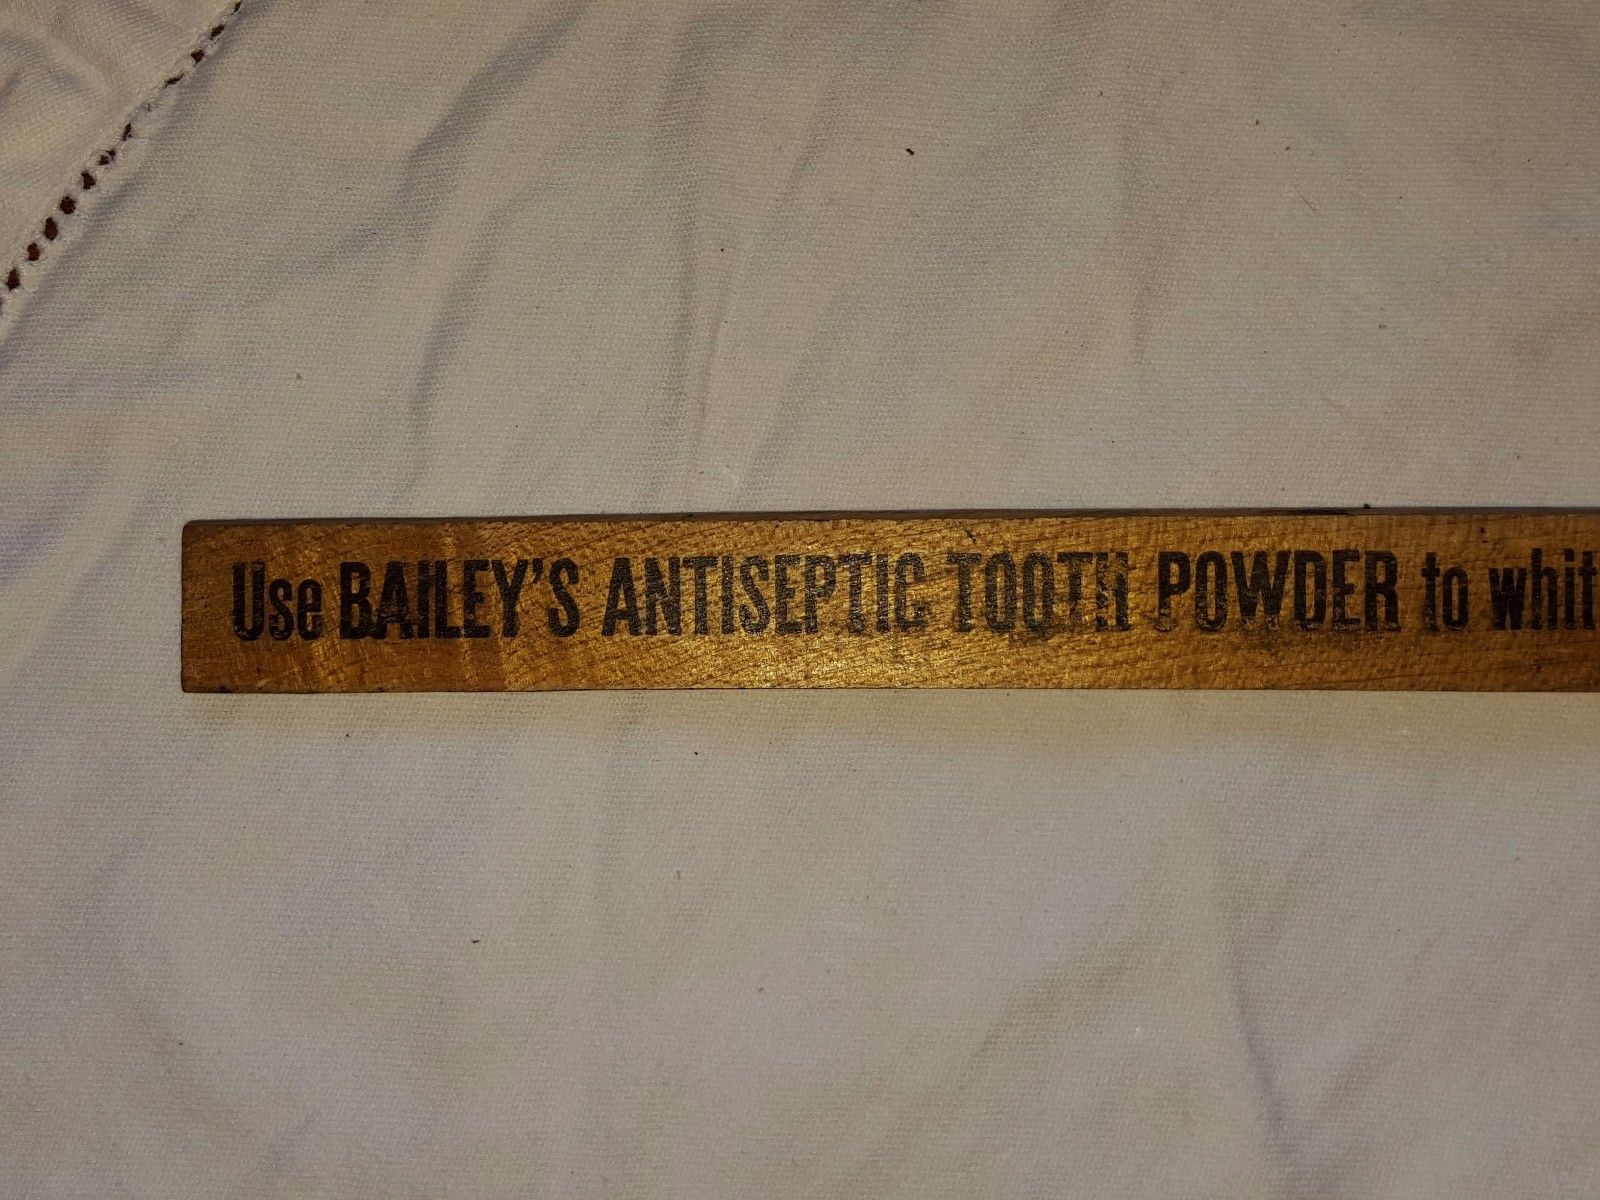 Use BAILEY'S ANTISEPTIC TOOTH POWDER to whit